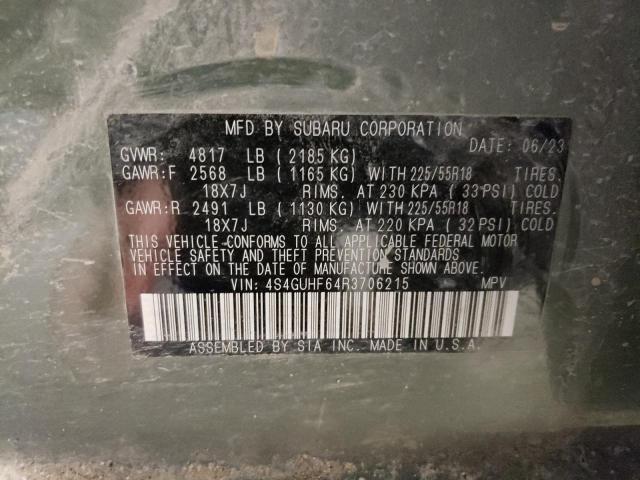 MFD BY SUBARU CORPORATION DATE: 06/23
GVWR: 4817 LB (2185 KG)
GAWR:F 2568 LB (1165 KG) WITH 225/55R18 TIRES.
18X7J RIMS. AT 230 KPA (33 PSI) COLD
GAWR:R 2491 LB (1130 KG) WITH 225/55R18 TIRES.
18X7J RIMS. AT 220 KPA (32 PSI) COLD
THIS VEHICLE CONFORMS TO ALL APPLICABLE FEDERAL MOTOR
VEHICLE SAFETY AND THEFT PREVENTION STANDARDS
IN EFFECT ON THE DATE OF MANUFACTURE SHOWN ABOVE.
VIN: 4S4GUHF64R3706215 MPV
ASSEMBLED BY SIA INC. MADE IN U.S.A.